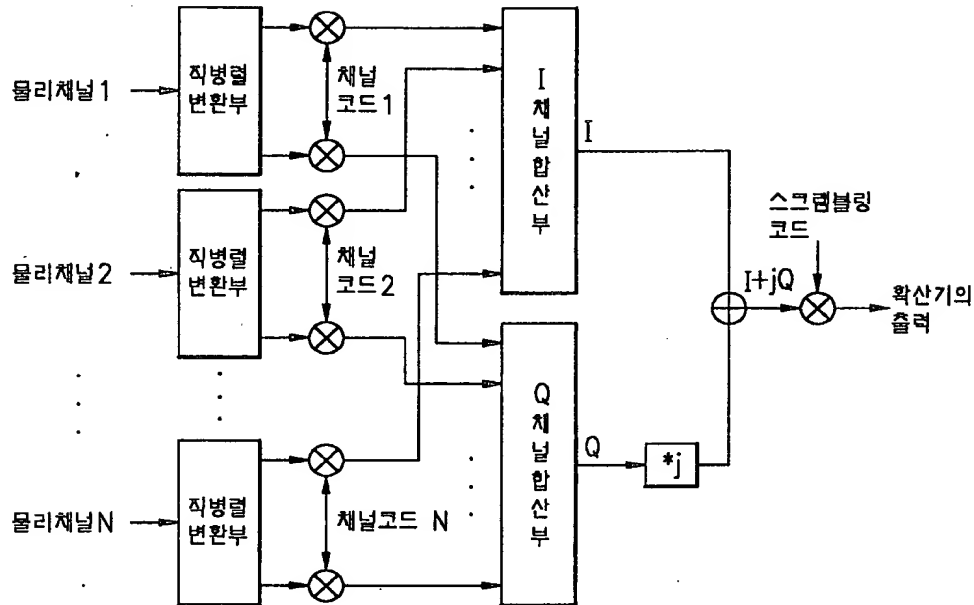 물리채널1
직병렬
변환부
채널
코드1
I
채
널
합
산
부
I
물리채널2
직병렬
변환부
채널
코드2
스크램블링
코드
I+jQ
확산기의
출력
Q
채
널
합
산
부
Q
*j
물리채널N
직병렬
변환부
채널코드 N